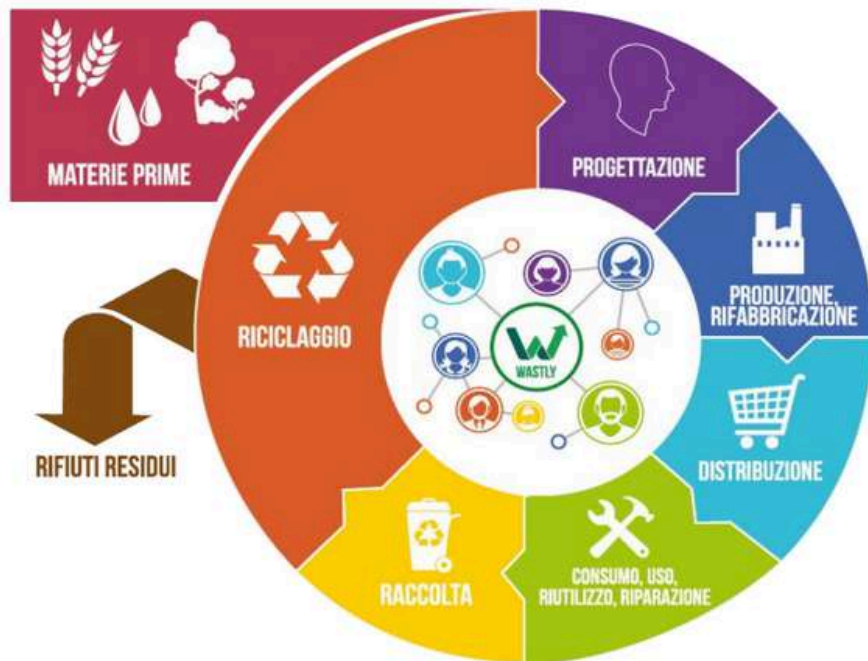 MATERIE PRIME
PROGETTAZIONE
PRODUZIONE,
RIFABBRICAZIONE
RICICLAGGIO
WASTLY
DISTRIBUZIONE
RIFIUTI RESIDUI
RACCOLTA
CONSUMO, USO,
RIUTILIZZO, RIPARAZIONE